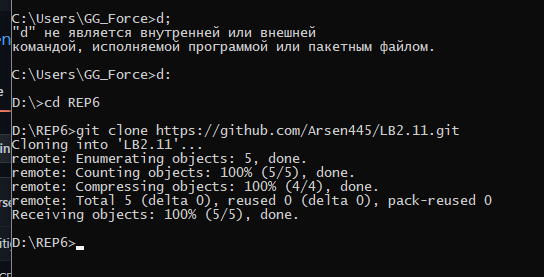 C:\Users\GG_Force>d;
"d" не является внутренней или внешней
командой, исполняемой программой или пакетным файлом.
C:\Users\GG_Force>d:
D:\>cd REP6
D:\REP6>git clone https://github.com/Arsen445/LB2.11.git
Cloning into 'LB2.11'...
remote: Enumerating objects: 5, done.
remote: Counting objects: 100% (5/5), done.
remote: Compressing objects: 100% (4/4), done.
remote: Total 5 (delta 0), reused 0 (delta 0), pack-reused 0
Receiving objects: 100% (5/5), done.
D:\REP6>